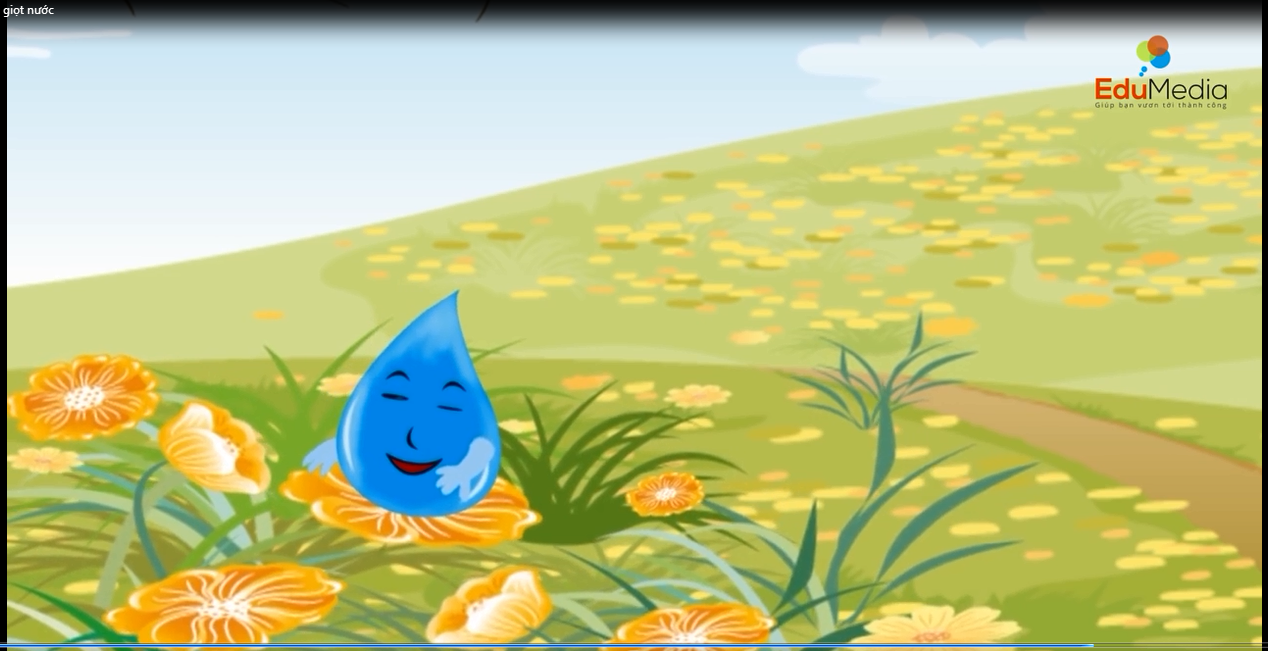 giọt nước
EduMedia
Giúp bạn vươn tới thành công